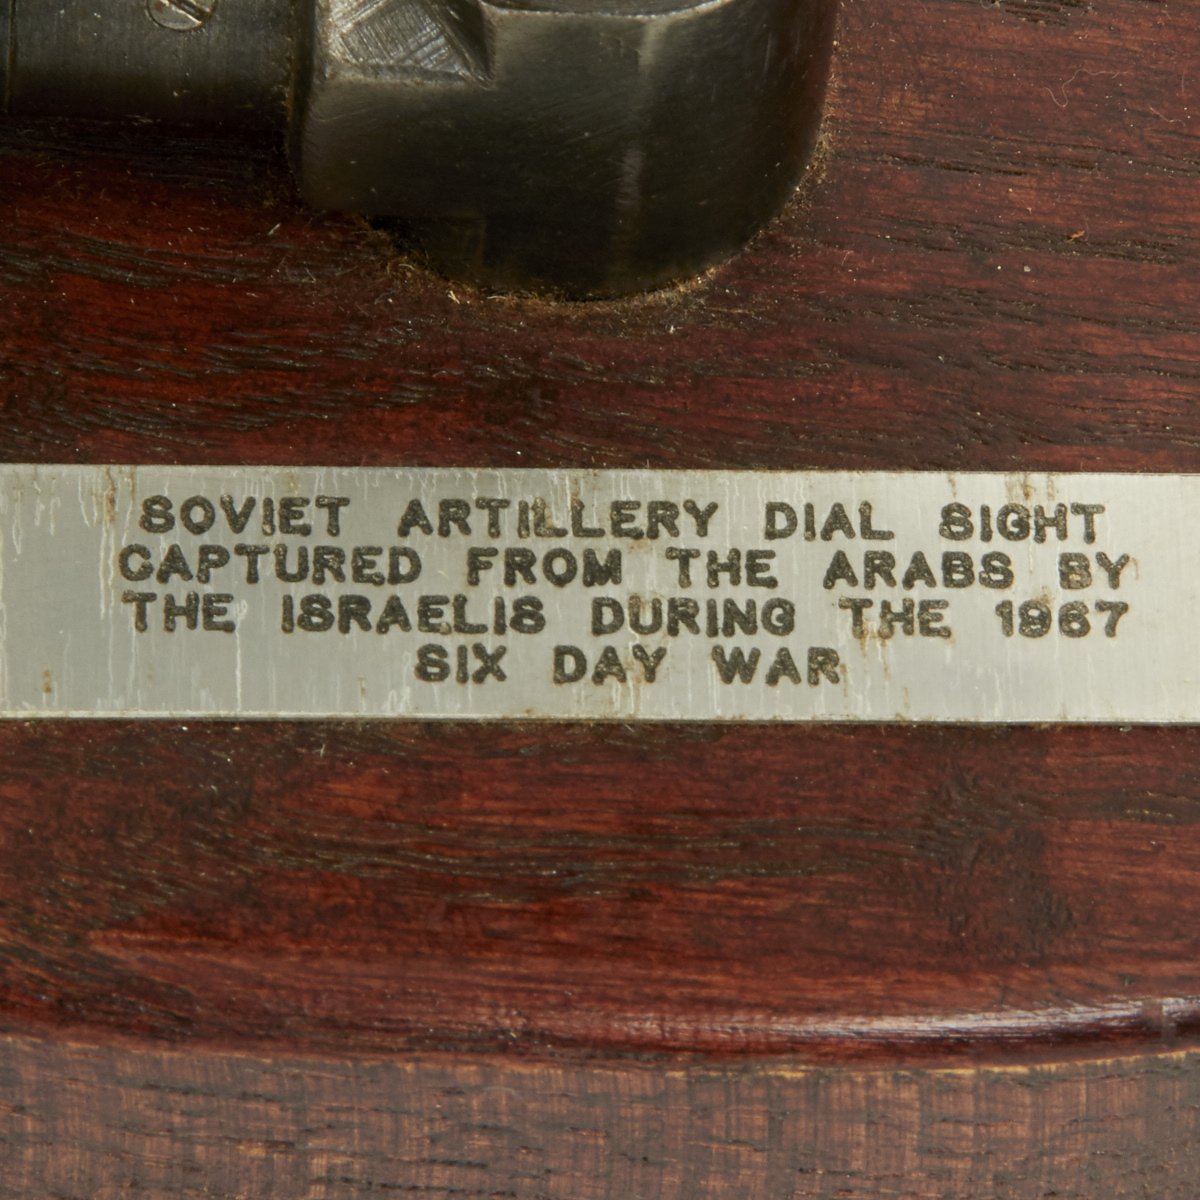 SOVIET ARTILLERY DIAL SIGHT
CAPTURED FROM THE ARABS BY
THE ISRAELIS DURING THE 1967
SIX DAY WAR